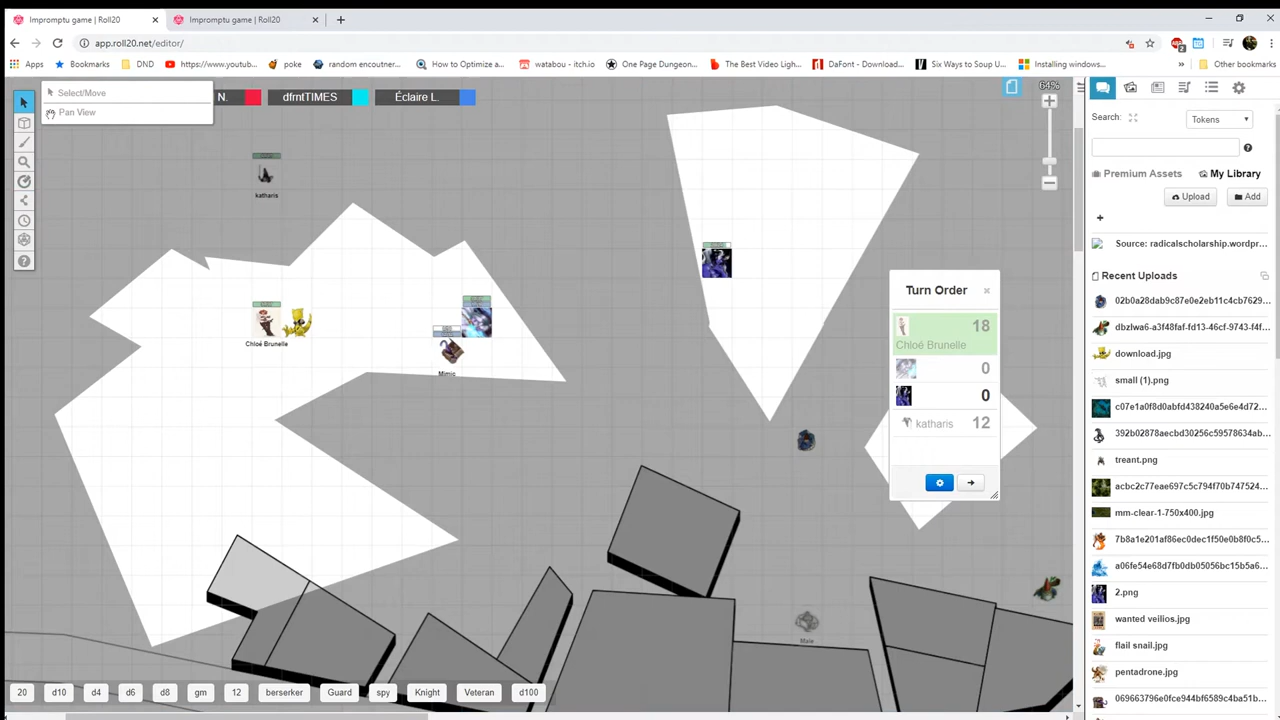 Impromptu game | Roll20
Impromptu game | Roll20
app.roll20.net/editor/
Apps
Bookmarks
DND
https://www.youtub...
poke
random encoutner...
How to Optimize a...
watabou - itch.io
One Page Dungeon...
The Best Video Ligh...
DaFont - Download...
Six Ways to Soup U...
Installing windows...
»
Other bookmarks
Select/Move
Pan View
N.
dfrntTIMES
Éclaire L.
64%
katharis
Chloé Brunelle
Mimic
Male
Turn Order
18
Chloé Brunelle
0
0
katharis 12
Search:
Tokens
Premium Assets
My Library
Upload
Add
Source: radicalscholarship.wordpr...
Recent Uploads
02b0a28dab9c87e0e2eb11c4cb7629...
dbzlwa6-a3f48faf-fd13-46cf-9743-f4f...
download.jpg
small (1).png
c07e1a0f8d0abfd438240a5e6e4d72...
392b02878aecbd30256c59578634ab...
treant.png
acbc2c77eae697c5c794f70b747524...
mm-clear-1-750x400.jpg
7b8a1e201af86ec0dec1f50e0b8f0c5...
a06fe54e68d7fb0db05056bc15b5a6...
2.png
wanted veilios.jpg
flail snail.jpg
pentadrone.jpg
069663796e0fce944bf6589c4ba51b...
20
d10
d4
d6
d8
gm
12
berserker
Guard
spy
Knight
Veteran
d100